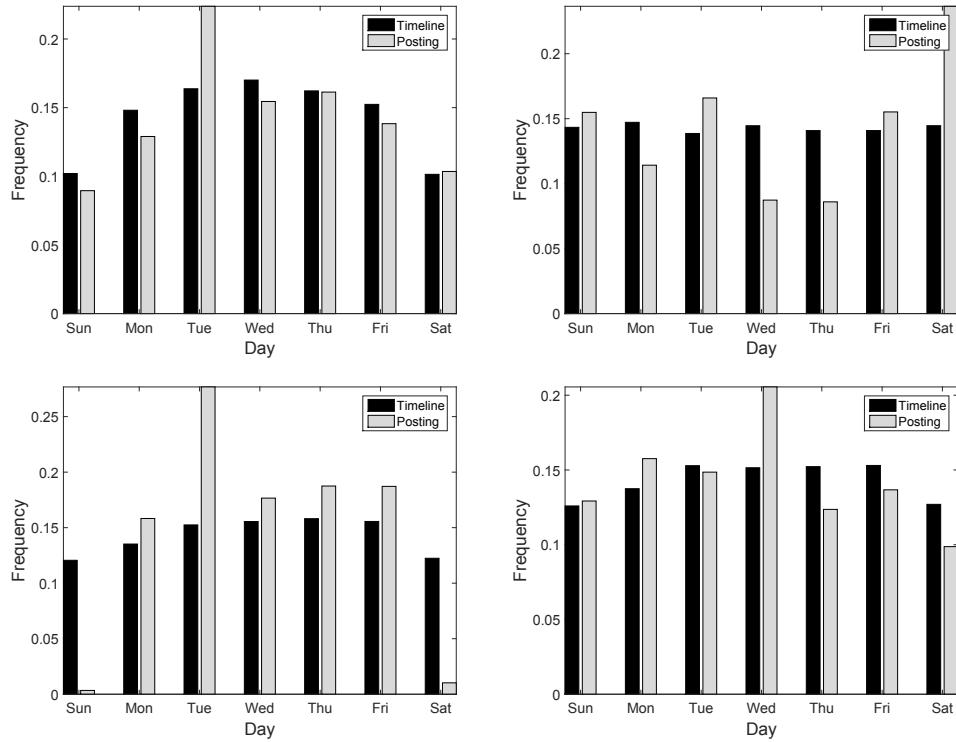 Timeline
Posting
Frequency
0.2
0.15
0.1
0.05
0
Sun Mon Tue Wed Thu Fri Sat
Day
Timeline
Posting
Frequency
0.2
0.15
0.1
0.05
0
Sun Mon Tue Wed Thu Fri Sat
Day
Timeline
Posting
Frequency
0.25
0.2
0.15
0.1
0.05
0
Sun Mon Tue Wed Thu Fri Sat
Day
Timeline
Posting
Frequency
0.2
0.15
0.1
0.05
0
Sun Mon Tue Wed Thu Fri Sat
Day